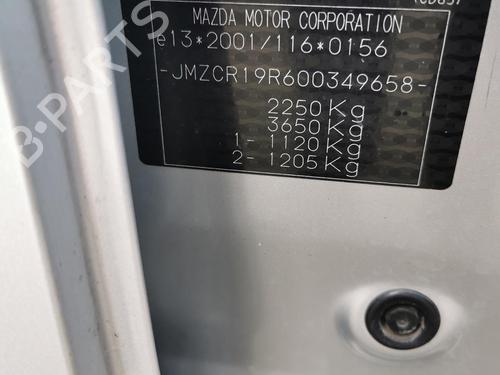 MAZDA MOTOR CORPORATION
e13*2001/116*0156
-JMZCR19R600349658-
2250Kg
3650Kg
1- 1120Kg
2- 1205Kg
B-PARTS